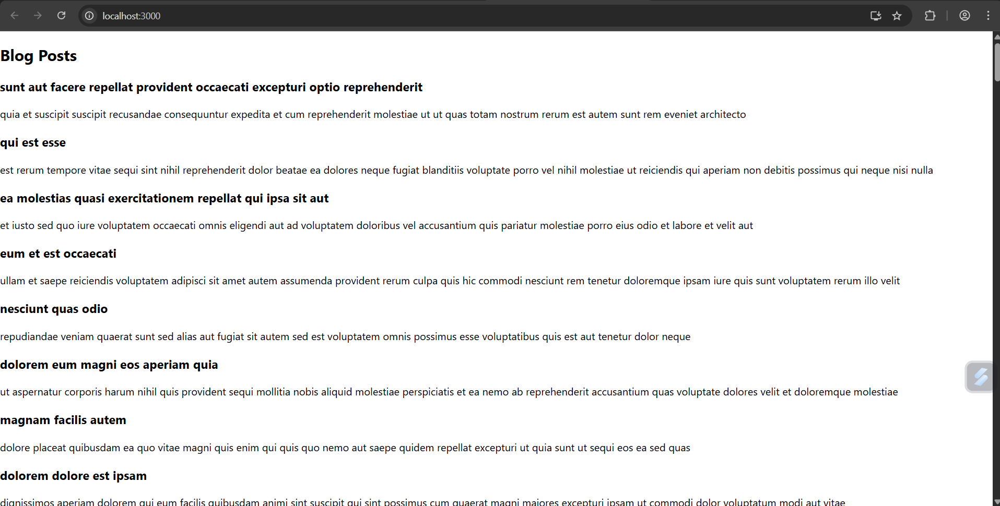 localhost:3000
Blog Posts
sunt aut facere repellat provident occaecati excepturi optio reprehenderit
quia et suscipit suscipit recusandae consequuntur expedita et cum reprehenderit molestiae ut ut quas totam nostrum rerum est autem sunt rem eveniet architecto
qui est esse
est rerum tempore vitae sequi sint nihil reprehenderit dolor beatae ea dolores neque fugiat blanditiis voluptate porro vel nihil molestiae ut reiciendis qui aperiam non debitis possimus qui neque nisi nulla
ea molestias quasi exercitationem repellat qui ipsa sit aut
et iusto sed quo iure voluptatem occaecati omnis eligendi aut ad voluptatem doloribus vel accusantium quis pariatur molestiae porro eius odio et labore et velit aut
eum et est occaecati
ullam et saepe reiciendis voluptatem adipisci sit amet autem assumenda provident rerum culpa quis hic commodi nesciunt rem tenetur doloremque ipsam iure quis sunt voluptatem rerum illo velit
nesciunt quas odio
repudiandae veniam quaerat sunt sed alias aut fugiat sit autem sed est voluptatem omnis possimus esse voluptatibus quis est aut tenetur dolor neque
dolorem eum magni eos aperiam quia
ut aspernatur corporis harum nihil quis provident sequi mollitia nobis aliquid molestiae perspiciatis et ea nemo ab reprehenderit accusantium quas voluptate dolores velit et doloremque molestiae
magnam facilis autem
dolore placeat quibusdam ea quo vitae magni quis enim qui quis quo nemo aut saepe quidem repellat excepturi ut quia sunt ut sequi eos ea sed quas
dolorem dolore est ipsam
dignissimos aperiam dolorem qui eum facilis quibusdam animi sint suscipit qui sint possimus cum quaerat magni maiores excepturi ipsam ut commodi dolor voluptatum modi aut vitae